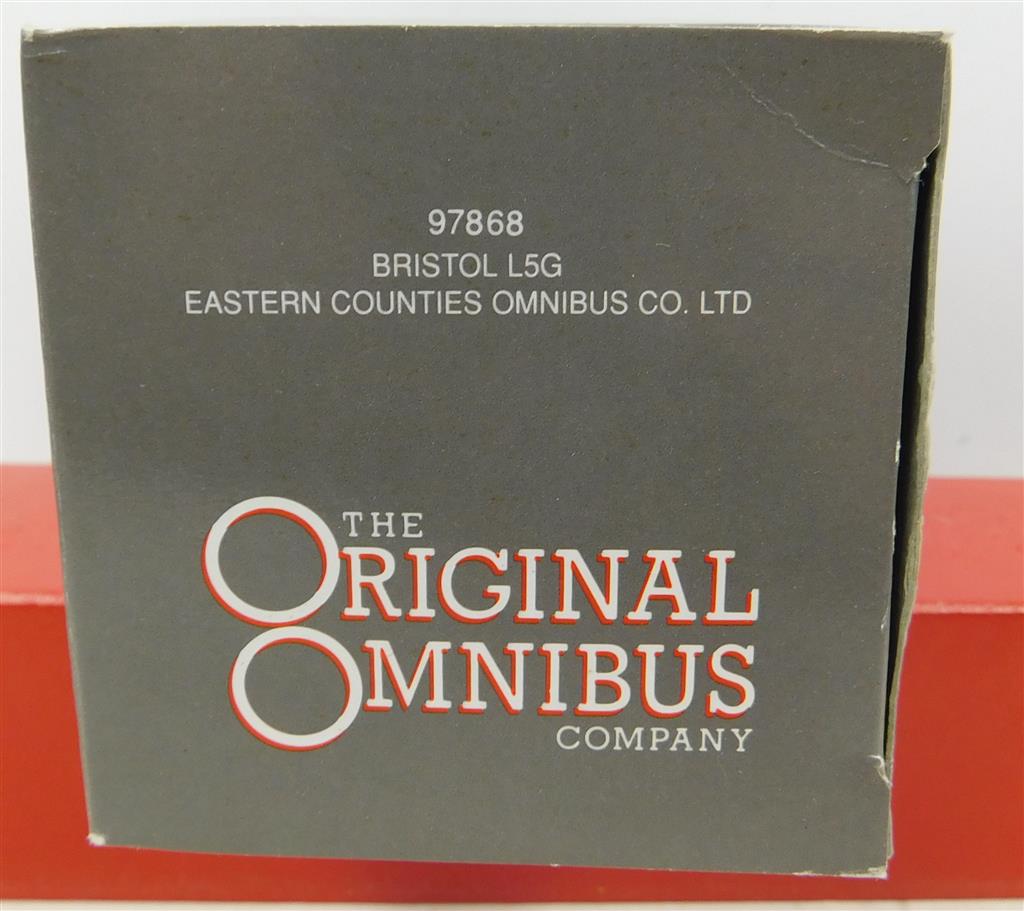 97868
BRISTOL L5G
EASTERN COUNTIES OMNIBUS CO. LTD
THE
ORIGINAL
OMNIBUS
COMPANY